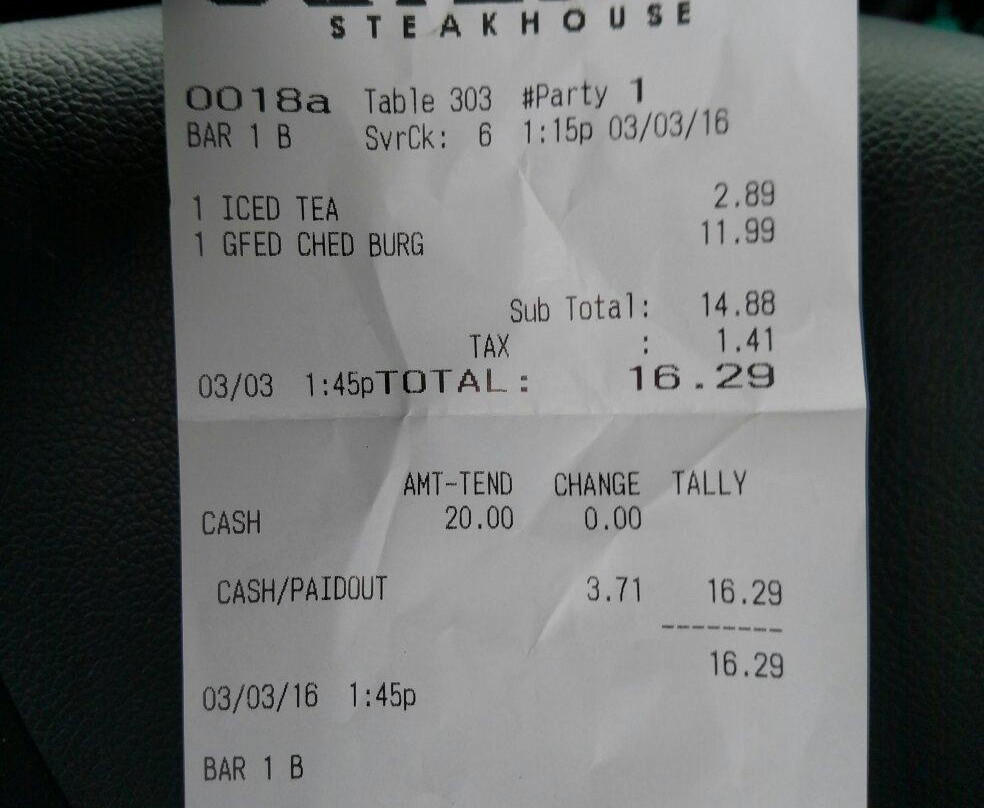 STEAKHOUSE
0018a Table 303 #Party 1
BAR 1 B SvrCk: 6 1:15p 03/03/16
1 ICED TEA 2.89
1 GFED CHED BURG 11.99
Sub Total: 14.88
TAX : 1.41
03/03 1:45pTOTAL: 16.29
AMT-TEND CHANGE TALLY
CASH 20.00 0.00
CASH/PAIDOUT 3.71 16.29
--------
16.29
03/03/16 1:45p
BAR 1 B